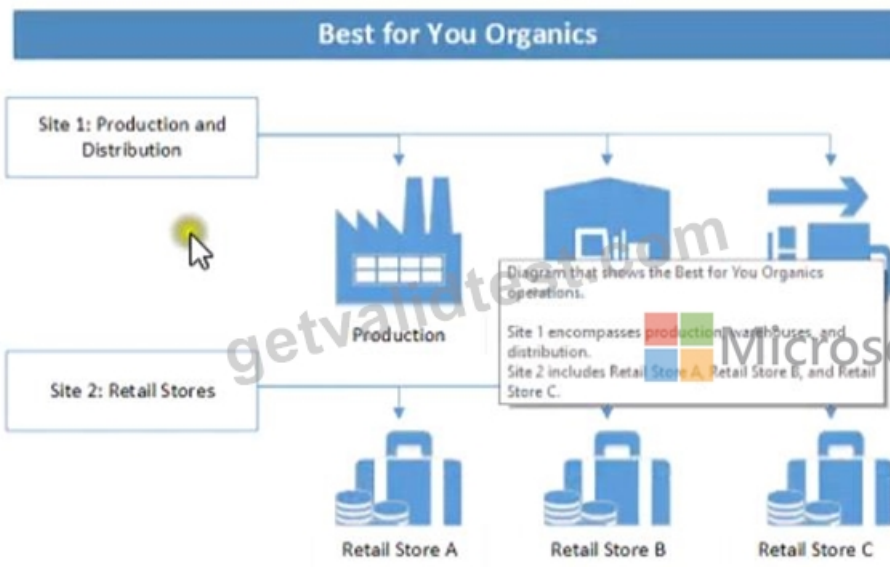 Best for You Organics
Site 1: Production and
Distribution
getvalidtest.com
Diagram that shows the Best for You Organics
operations.
Site 1 encompasses production, warehouses, and
distribution.
Site 2 includes Retail Store A, Retail Store B, and Retail
Store C.
Microso
Production
Site 2: Retail Stores
Retail Store A
Retail Store B
Retail Store C